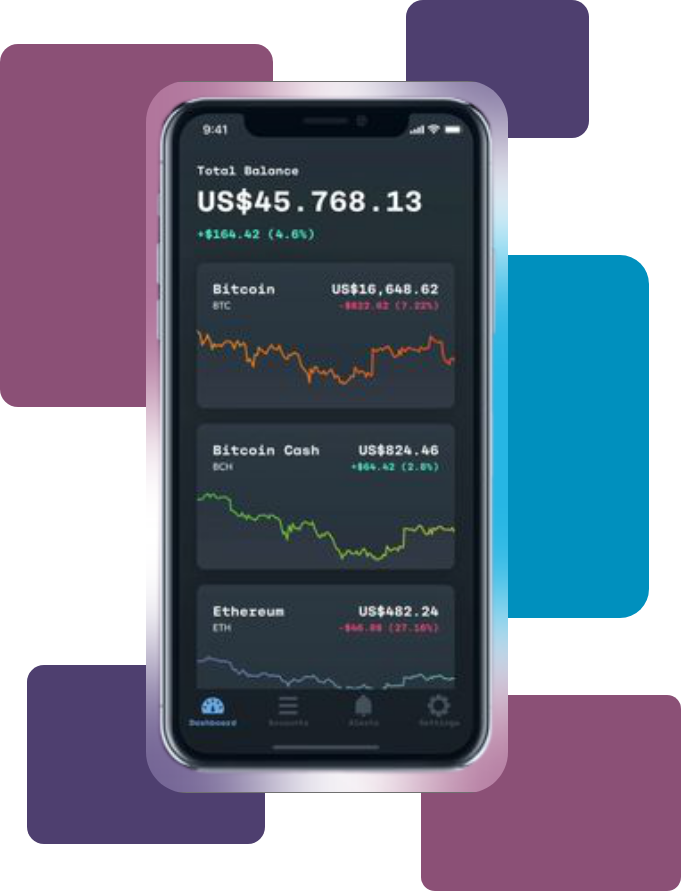 9:41
Total Balance
US$45.768.13
+$164.42 (4.6%)
Bitcoin US$16,648.62
BTC -$822.62 (7.22%)
Bitcoin Cash US$824.46
BCH +$64.42 (2.8%)
Ethereum US$482.24
ETH (27.16%)
Dashboard Accounts Alerts Settings